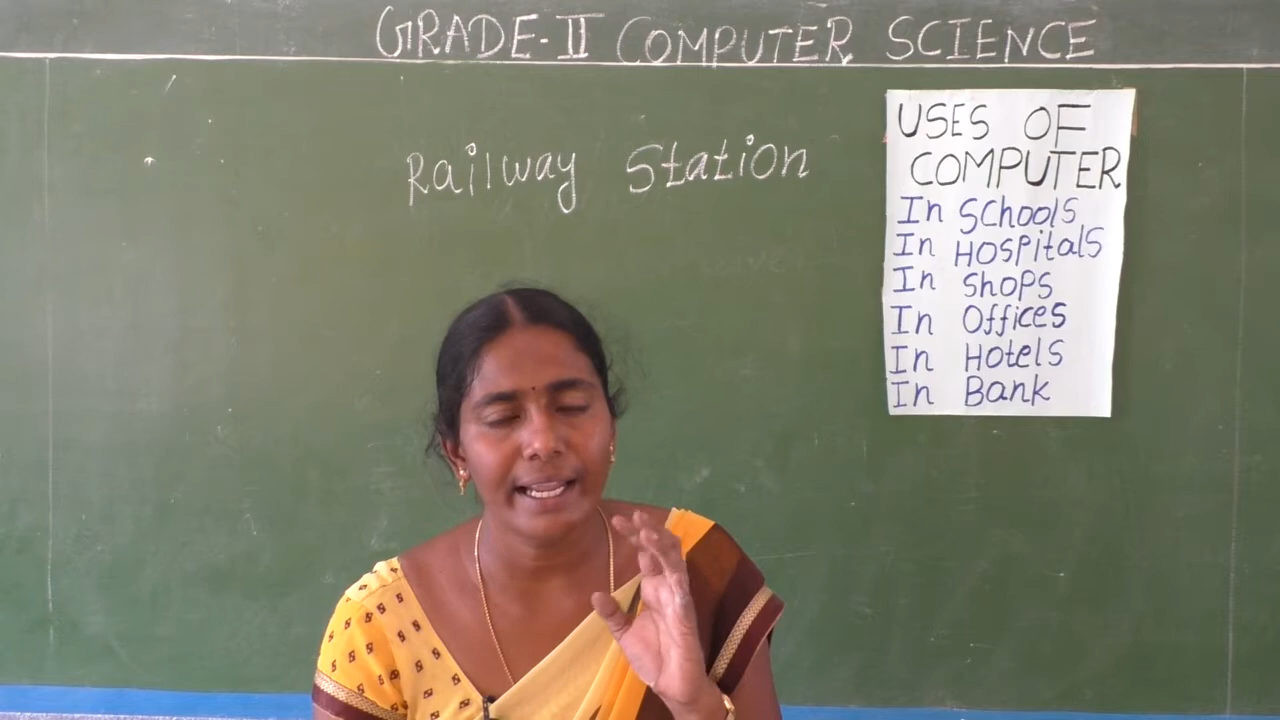 GRADE-II COMPUTER SCIENCE
Railway Station
USES OF
COMPUTER
In Schools
In Hospitals
In Shops
In Offices
In Hotels
In Bank